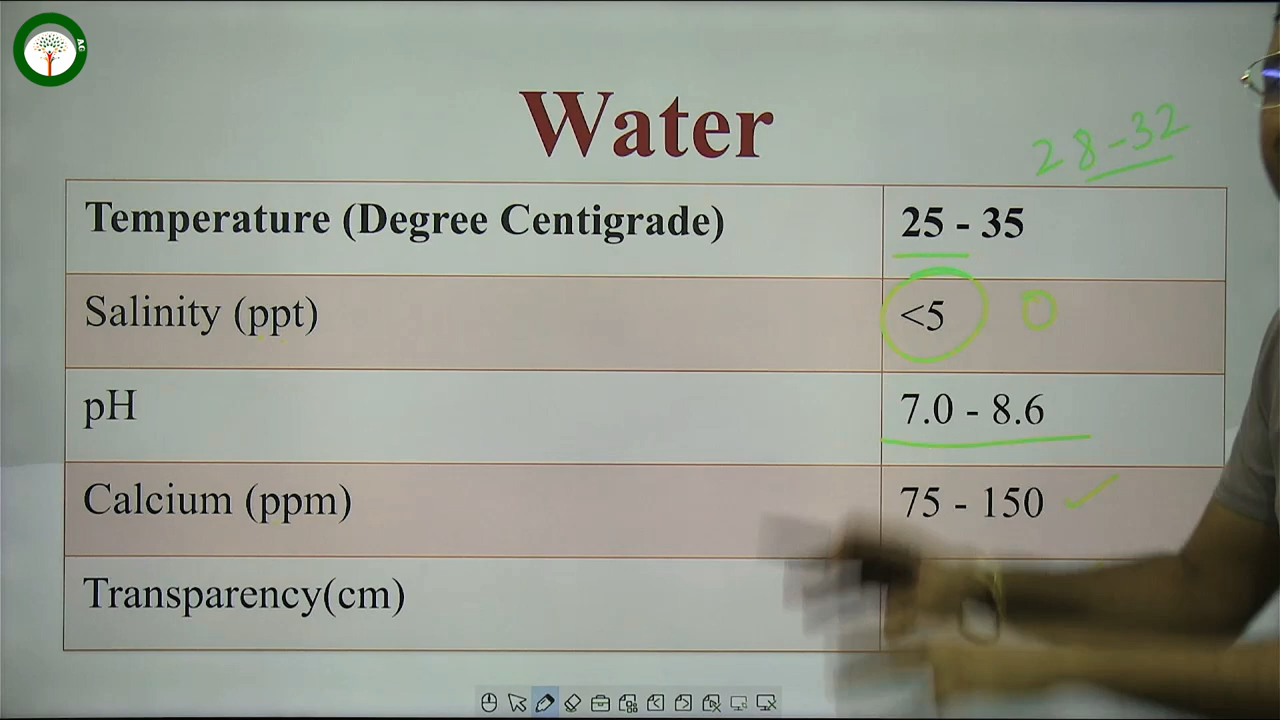 AG
Water
28-32
Temperature (Degree Centigrade) 25 - 35
Salinity (ppt) <5 0
pH 7.0 - 8.6
Calcium (ppm) 75 - 150
Transparency(cm)